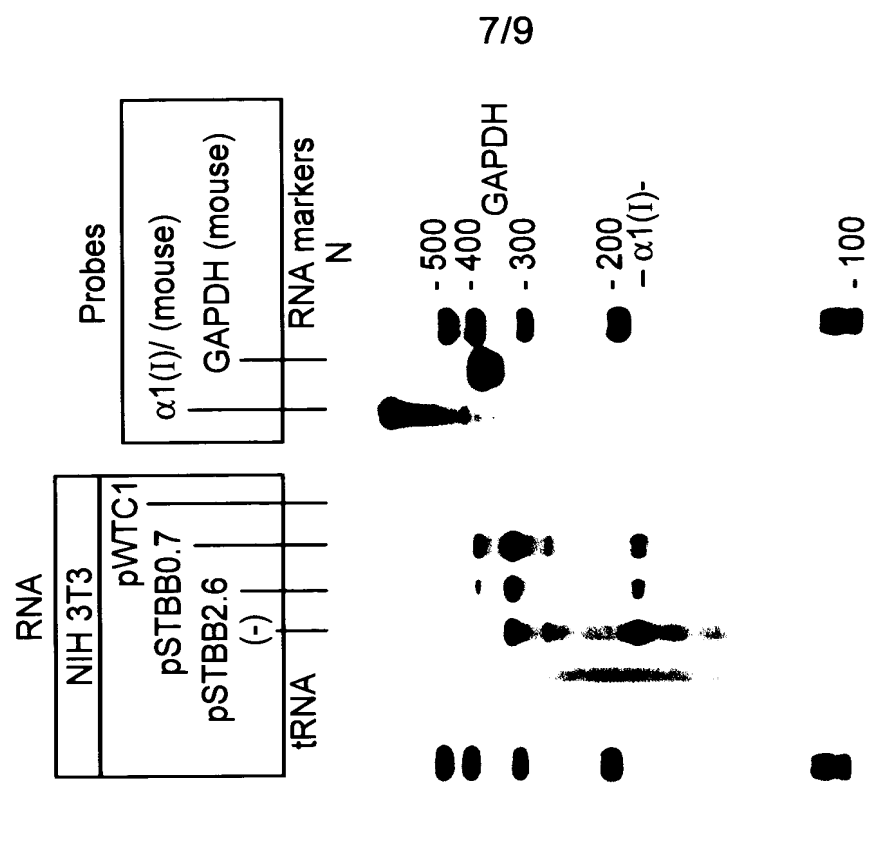 7/9
Probes
α1(I)/ (mouse)
GAPDH (mouse)
RNA markers
N
- 500
- 400
GAPDH
- 300
- 200
– α1(I)-
- 100
RNA
NIH 3T3
pWTC1
pSTBB0.7
pSTBB2.6
(-)
tRNA